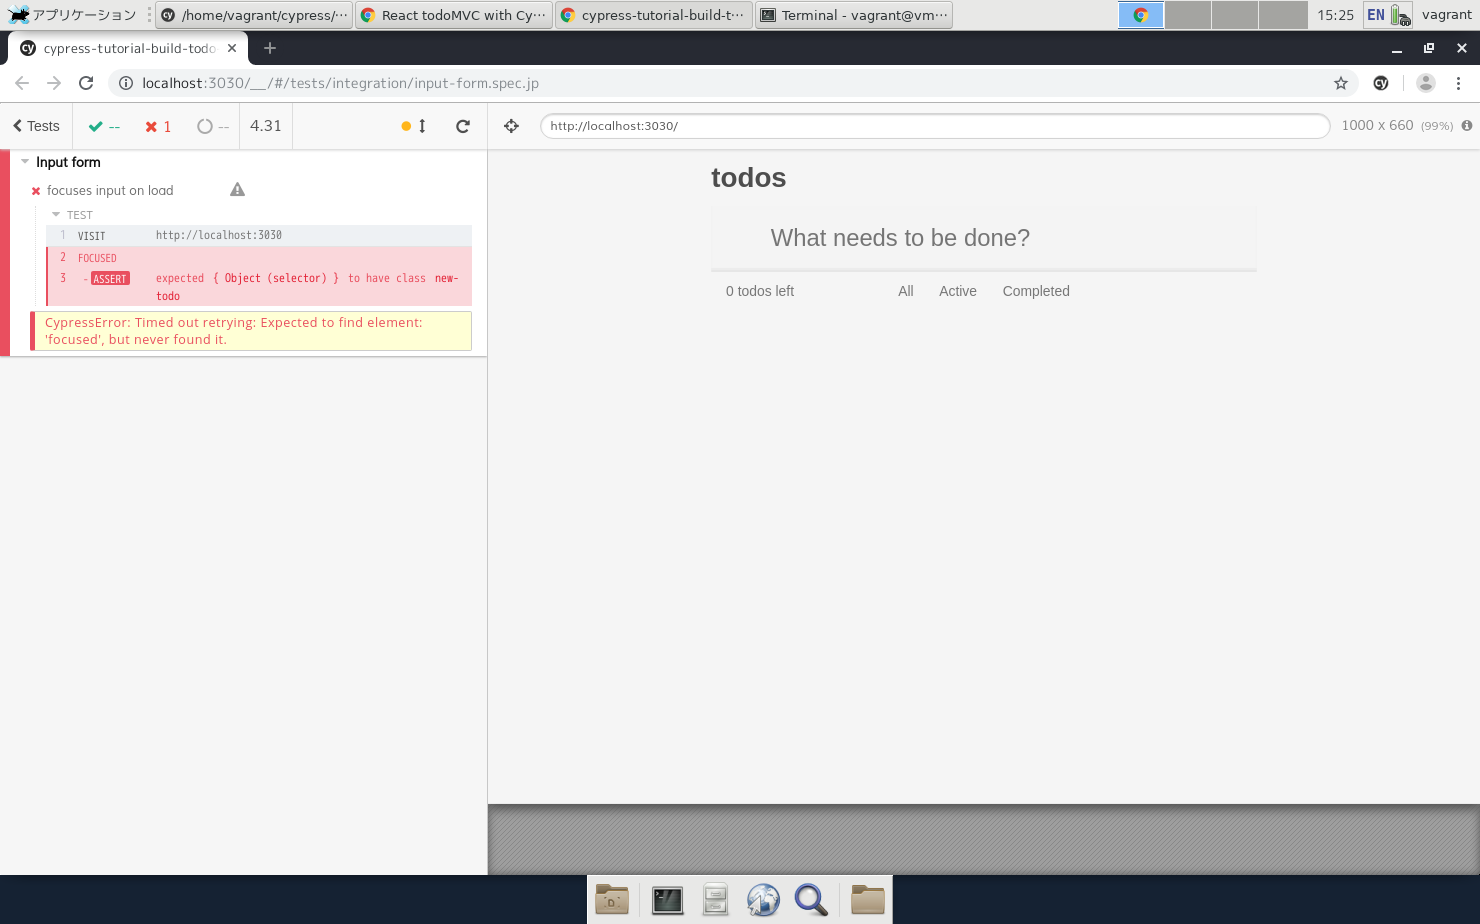 アプリケーション
/home/vagrant/cypress/···
React todoMVC with Cy···
cypress-tutorial-build-t···
Terminal - vagrant@vm···
15:25
EN
vagrant
cy cypress-tutorial-build-todo
localhost:3030/__/#/tests/integration/input-form.spec.jp
cy
Tests
--
1
--
4.31
http://localhost:3030/
1000 x 660 (99%)
Input form
focuses input on load
TEST
1 VISIT http://localhost:3030
2 FOCUSED
3 -ASSERT expected { Object (selector) } to have class new-
todo
CypressError: Timed out retrying: Expected to find element:
'focused', but never found it.
todos
What needs to be done?
0 todos left
All
Active
Completed